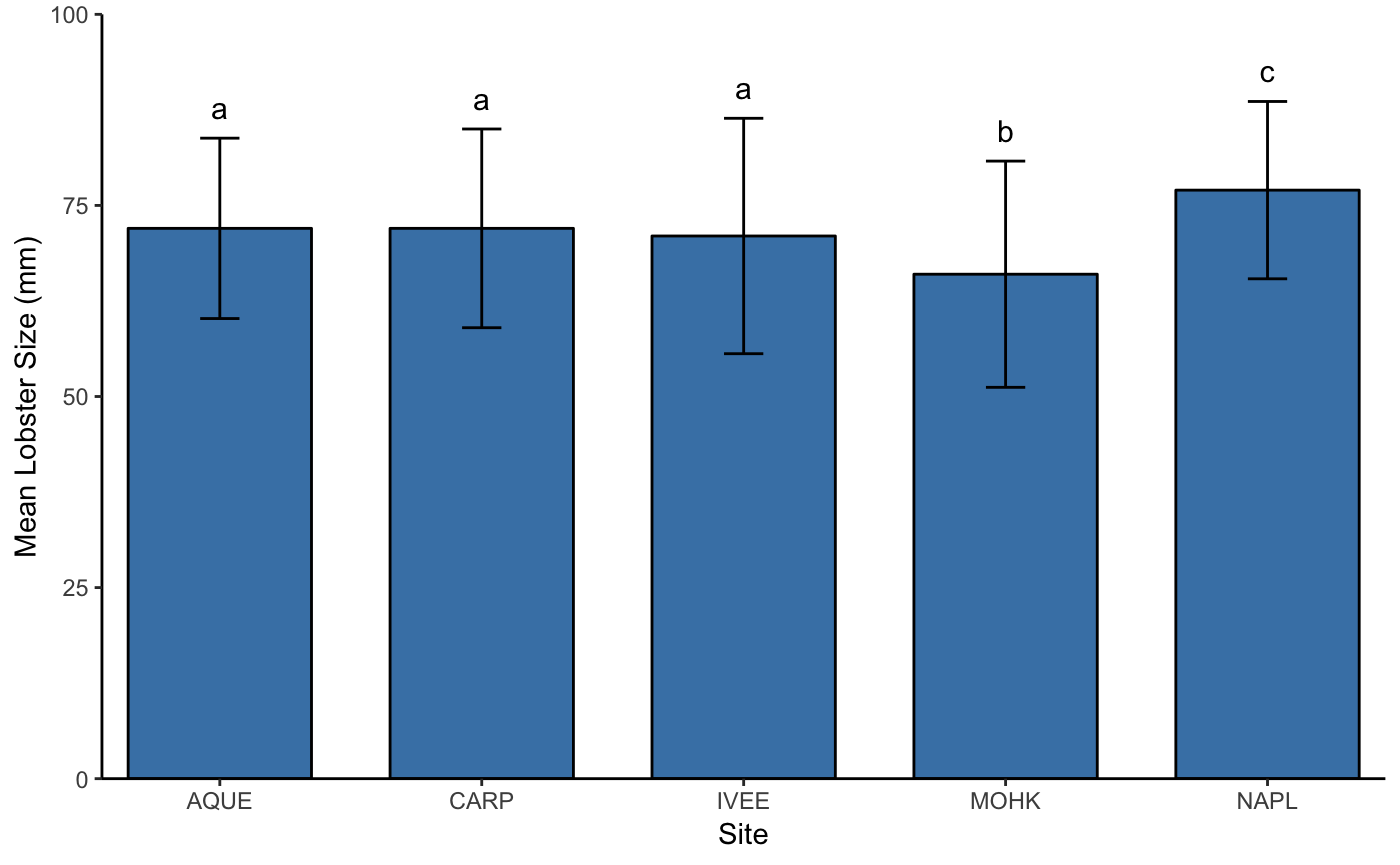 Mean Lobster Size (mm)
100
75
50
25
0
a
a
a
b
c
AQUE
CARP
IVEE
MOHK
NAPL
Site